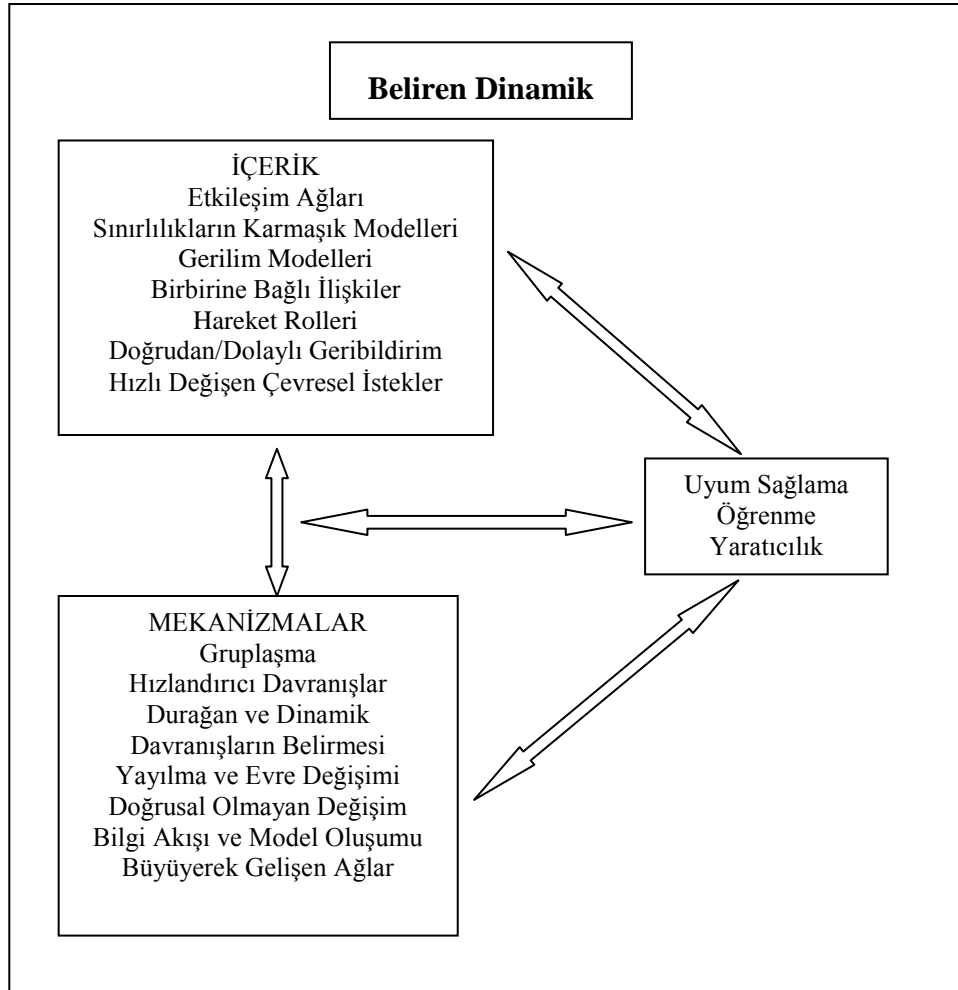 Beliren Dinamik
İÇERİK
Etkileşim Ağları
Sınırlılıkların Karmaşık Modelleri
Gerilim Modelleri
Birbirine Bağlı İlişkiler
Hareket Rolleri
Doğrudan/Dolaylı Geribildirim
Hızlı Değişen Çevresel İstekler
Uyum Sağlama
Öğrenme
Yaratıcılık
MEKANİZMALAR
Gruplaşma
Hızlandırıcı Davranışlar
Durağan ve Dinamik
Davranışların Belirmesi
Yayılma ve Evre Değişimi
Doğrusal Olmayan Değişim
Bilgi Akışı ve Model Oluşumu
Büyüyerek Gelişen Ağlar